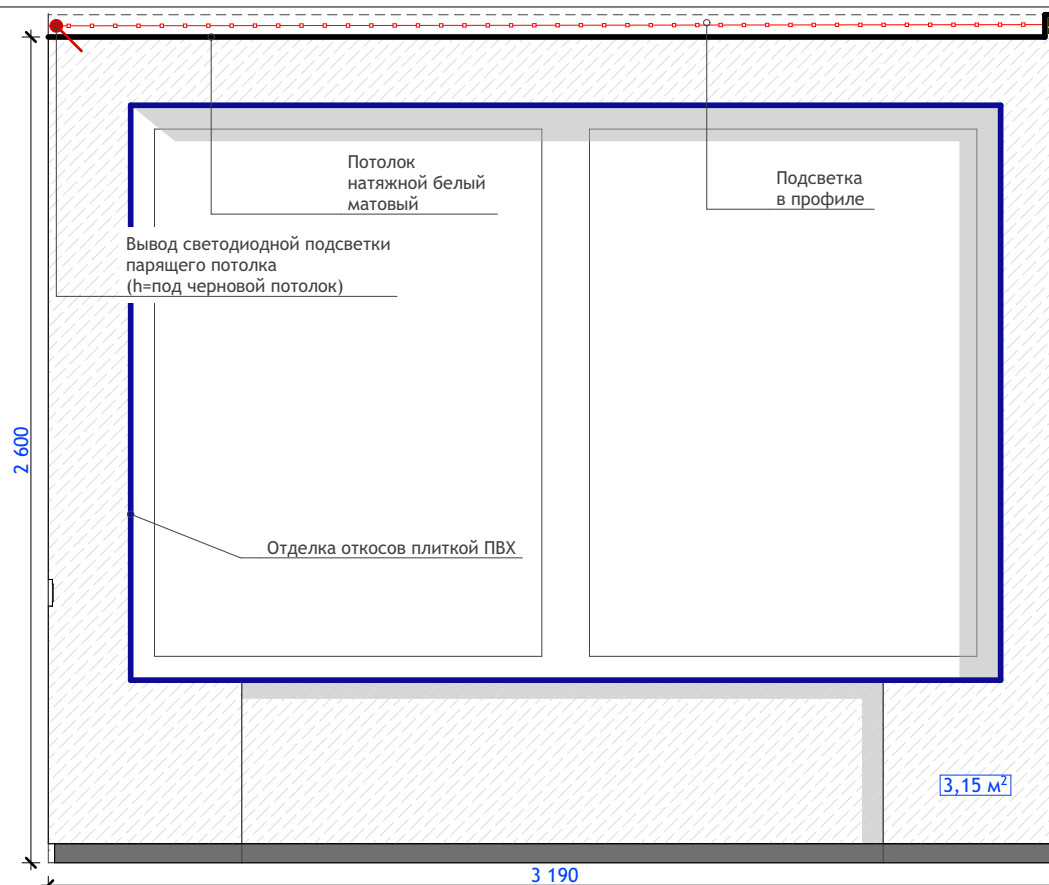 Потолок
натяжной белый
матовый
Подсветка
в профиле
Вывод светодиодной подсветки
парящего потолка
(h=под черновой потолок)
2 600
Отделка откосов плиткой ПВХ
3,15 м²
3 190